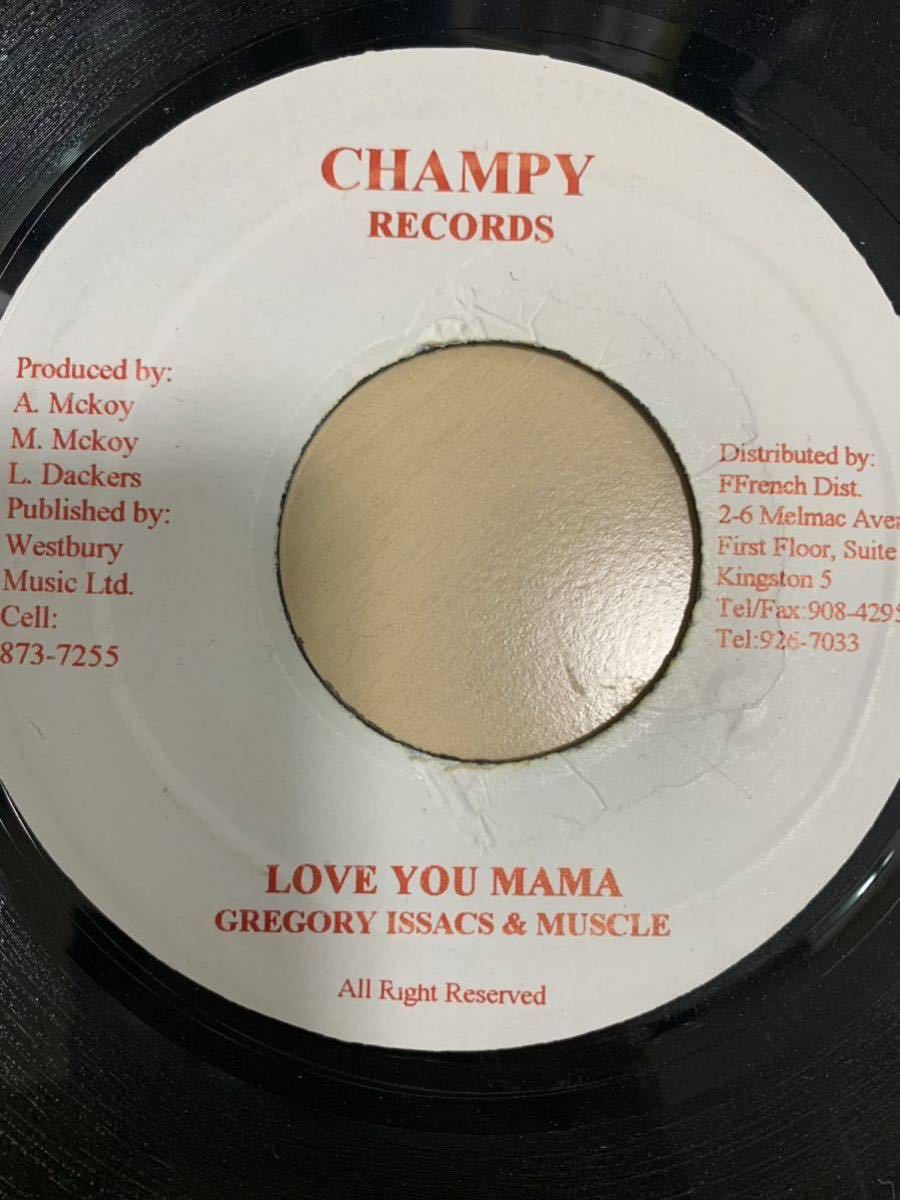 CHAMPY
RECORDS
Produced by:
A. Mckoy
M. Mckoy
L. Dackers
Published by:
Westbury
Music Ltd.
Cell:
873-7255
Distributed by:
FFrench Dist.
2-6 Melmac
First Floor, Suite
Kingston 5
Tel/Fax:908-4295
Tel:926-7033
LOVE YOU MAMA
GREGORY ISSACS & MUSCLE
All Right Reserved